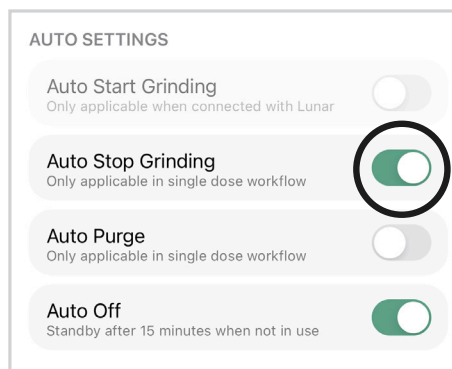 AUTO SETTINGS
Auto Start Grinding
Only applicable when connected with Lunar
Auto Stop Grinding
Only applicable in single dose workflow
Auto Purge
Only applicable in single dose workflow
Auto Off
Standby after 15 minutes when not in use